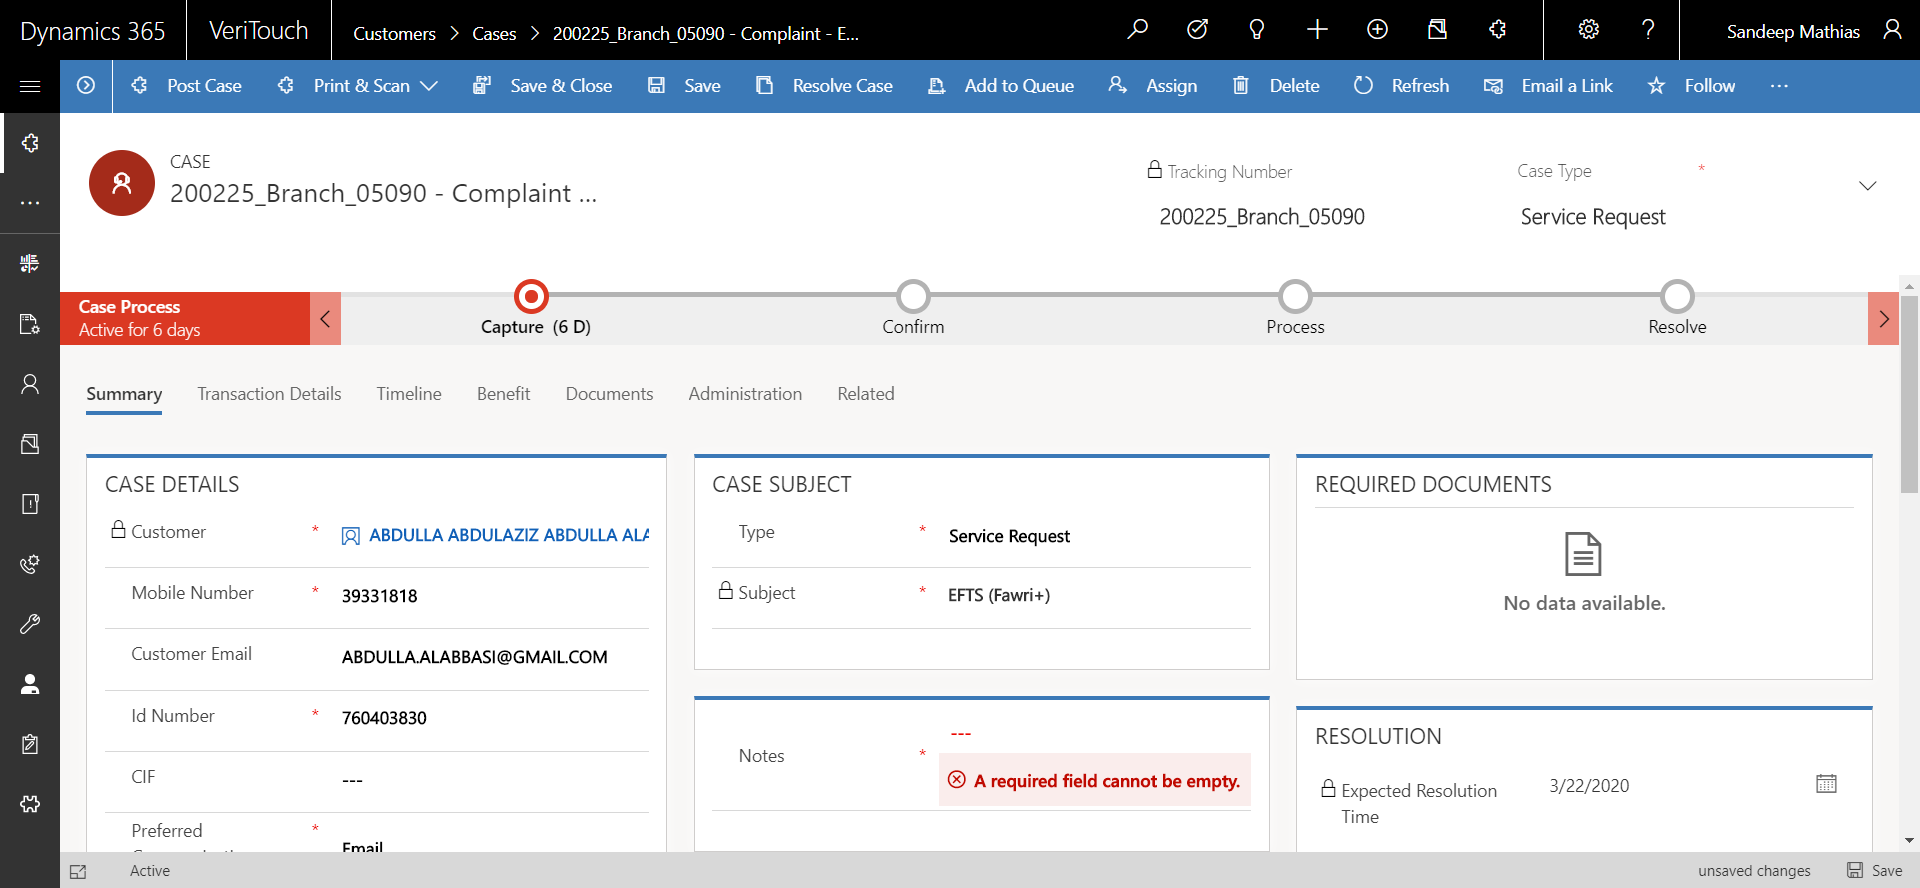 Dynamics 365
VeriTouch
Customers > Cases > 200225_Branch_05090 - Complaint - E...
Sandeep Mathias
Post Case
Print & Scan
Save & Close
Save
Resolve Case
Add to Queue
Assign
Delete
Refresh
Email a Link
Follow
...
CASE
200225_Branch_05090 - Complaint ...
Tracking Number
200225_Branch_05090
Case Type *
Service Request
Case Process
Active for 6 days
Capture (6 D)
Confirm
Process
Resolve
Summary
Transaction Details
Timeline
Benefit
Documents
Administration
Related
CASE DETAILS
Customer * ABDULLA ABDULAZIZ ABDULLA ALA
Mobile Number * 39331818
Customer Email ABDULLA.ALABBASI@GMAIL.COM
Id Number * 760403830
CIF ---
Preferred * Email
CASE SUBJECT
Type * Service Request
Subject * EFTS (Fawri+)
---
Notes *
A required field cannot be empty.
REQUIRED DOCUMENTS
No data available.
RESOLUTION
Expected Resolution 3/22/2020
Time
Active
unsaved changes
Save